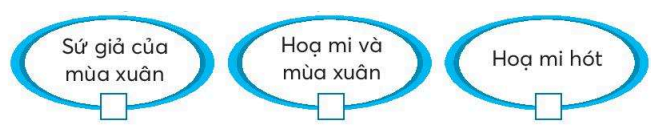 Sứ giả của
mùa xuân
Hoạ mi và
mùa xuân
Hoạ mi hót